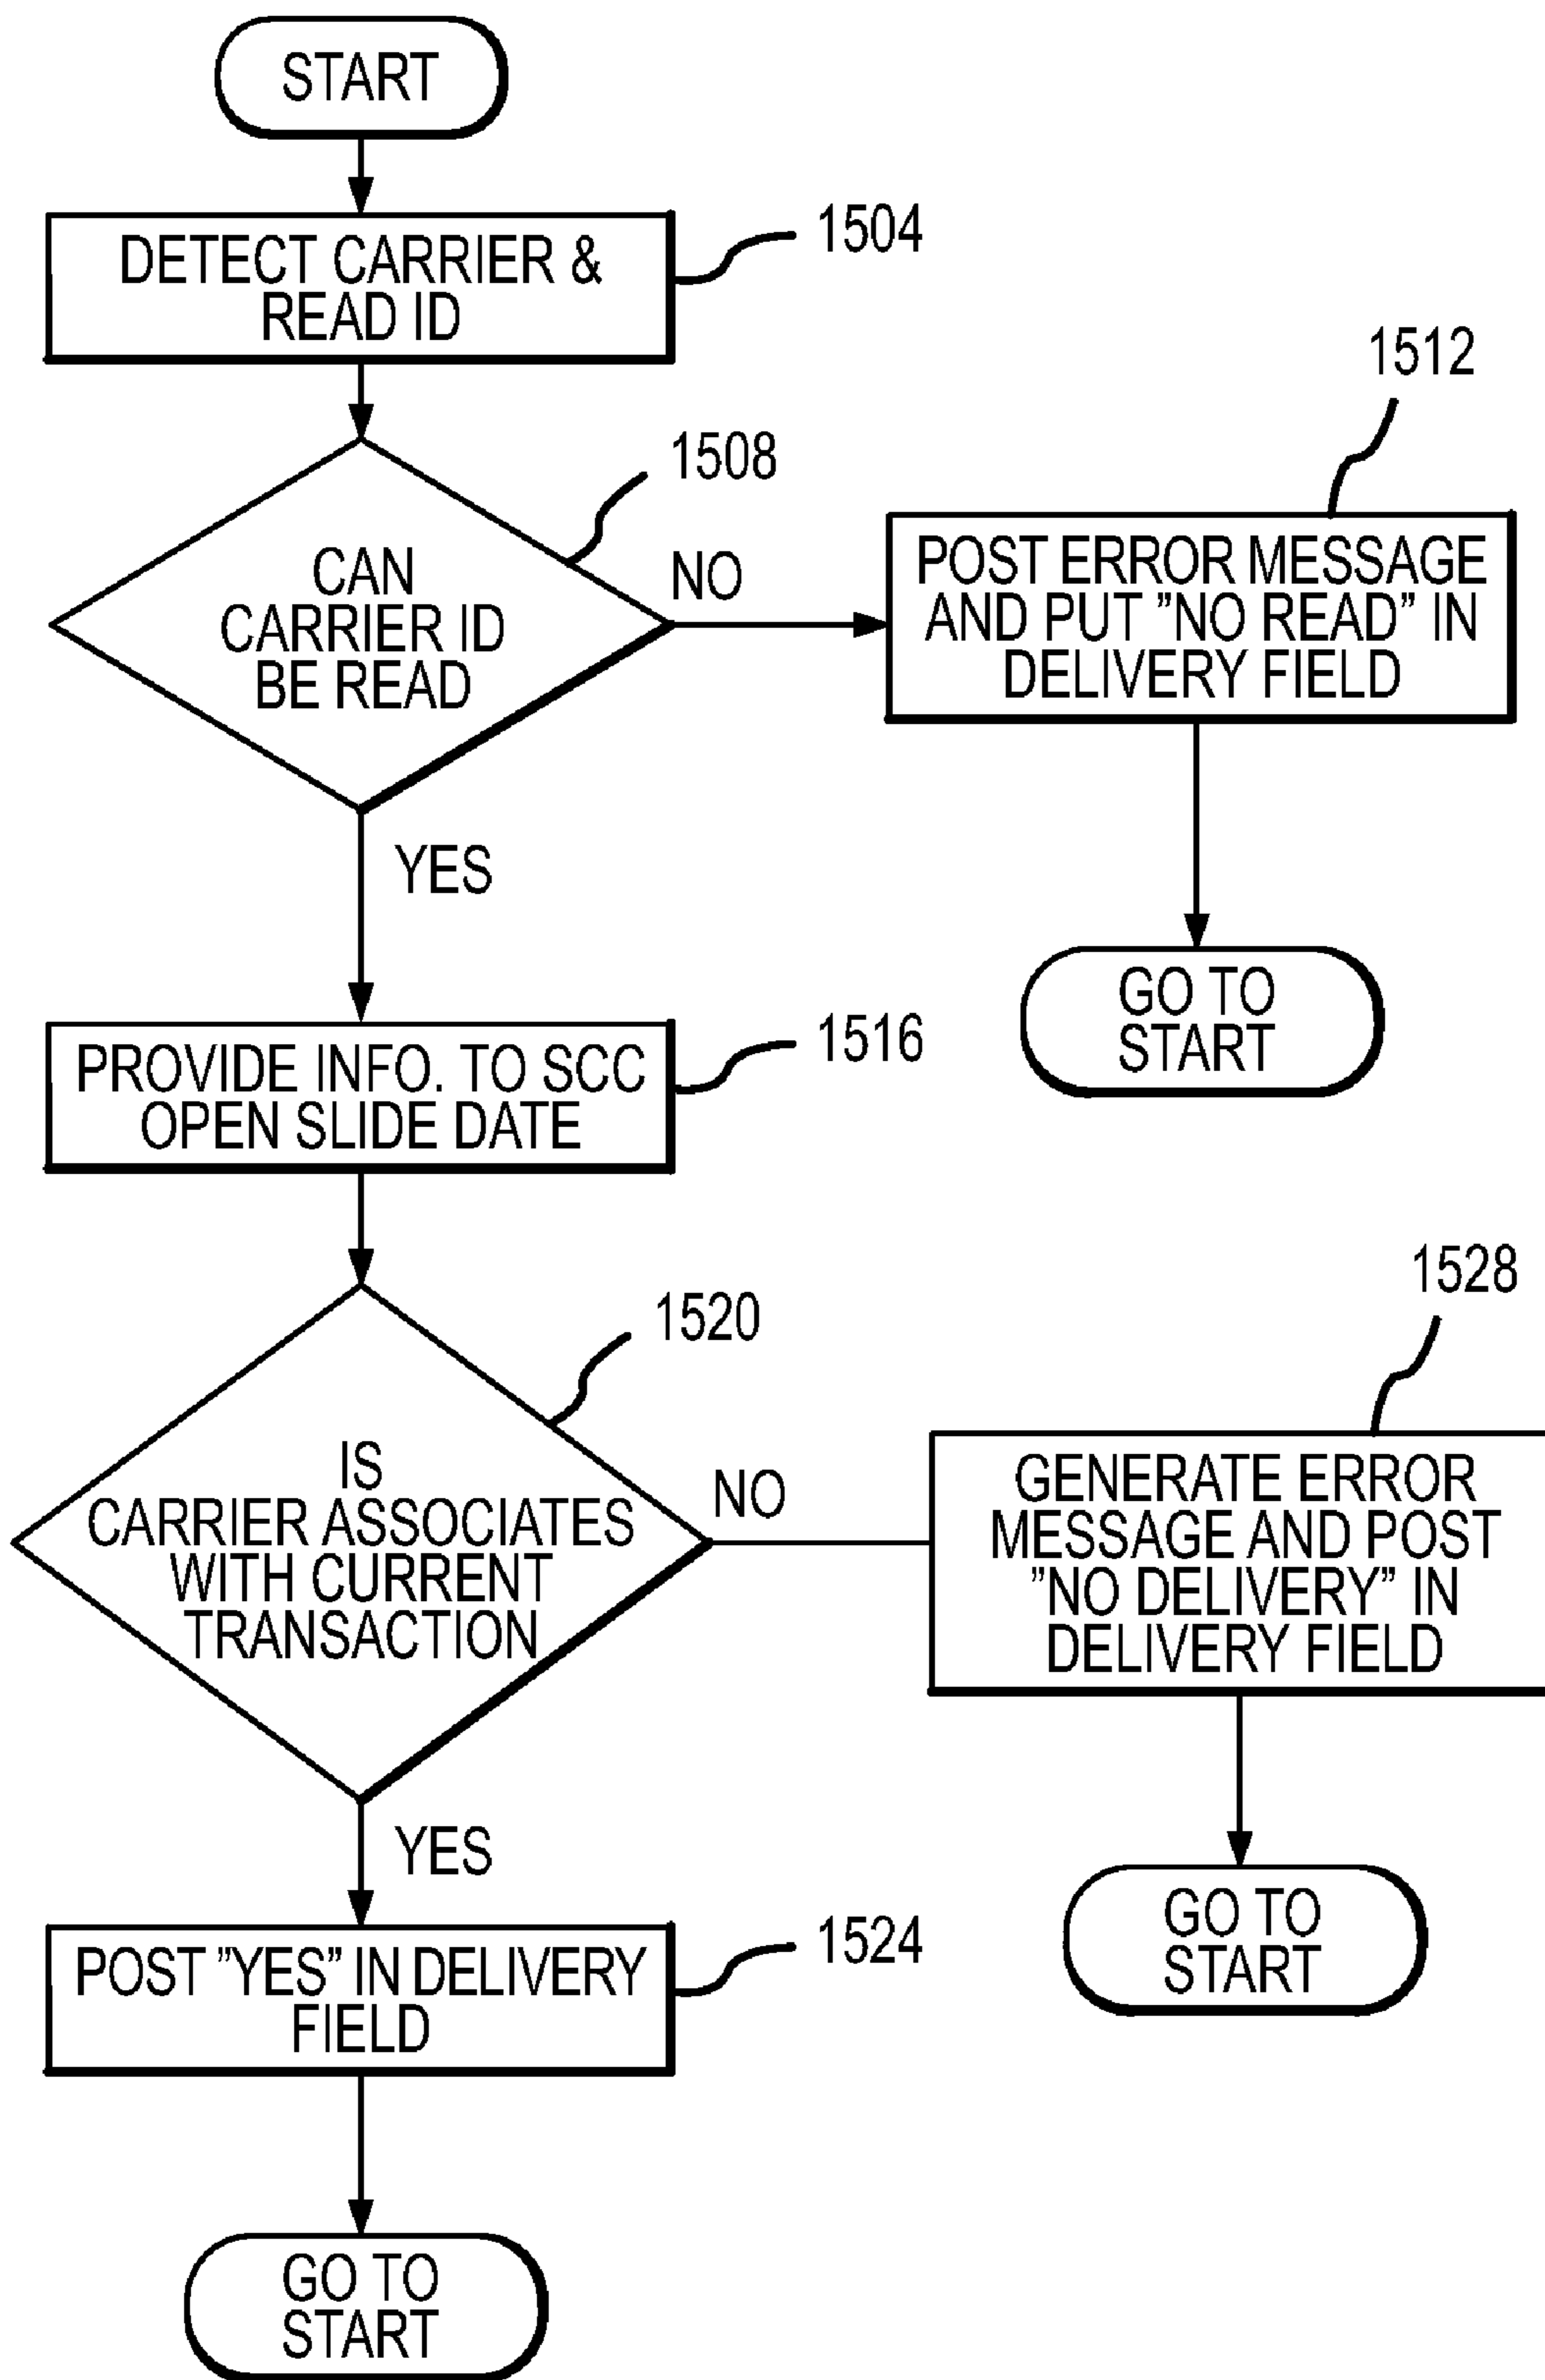 START
DETECT CARRIER &
READ ID
1504
CAN
CARRIER ID
BE READ
1508
NO
POST ERROR MESSAGE
AND PUT ”NO READ” IN
DELIVERY FIELD
1512
GO TO
START
YES
PROVIDE INFO. TO SCC
OPEN SLIDE DATE
1516
IS
CARRIER ASSOCIATES
WITH CURRENT
TRANSACTION
1520
NO
GENERATE ERROR
MESSAGE AND POST
”NO DELIVERY” IN
DELIVERY FIELD
1528
GO TO
START
YES
POST ”YES” IN DELIVERY
FIELD
1524
GO TO
START